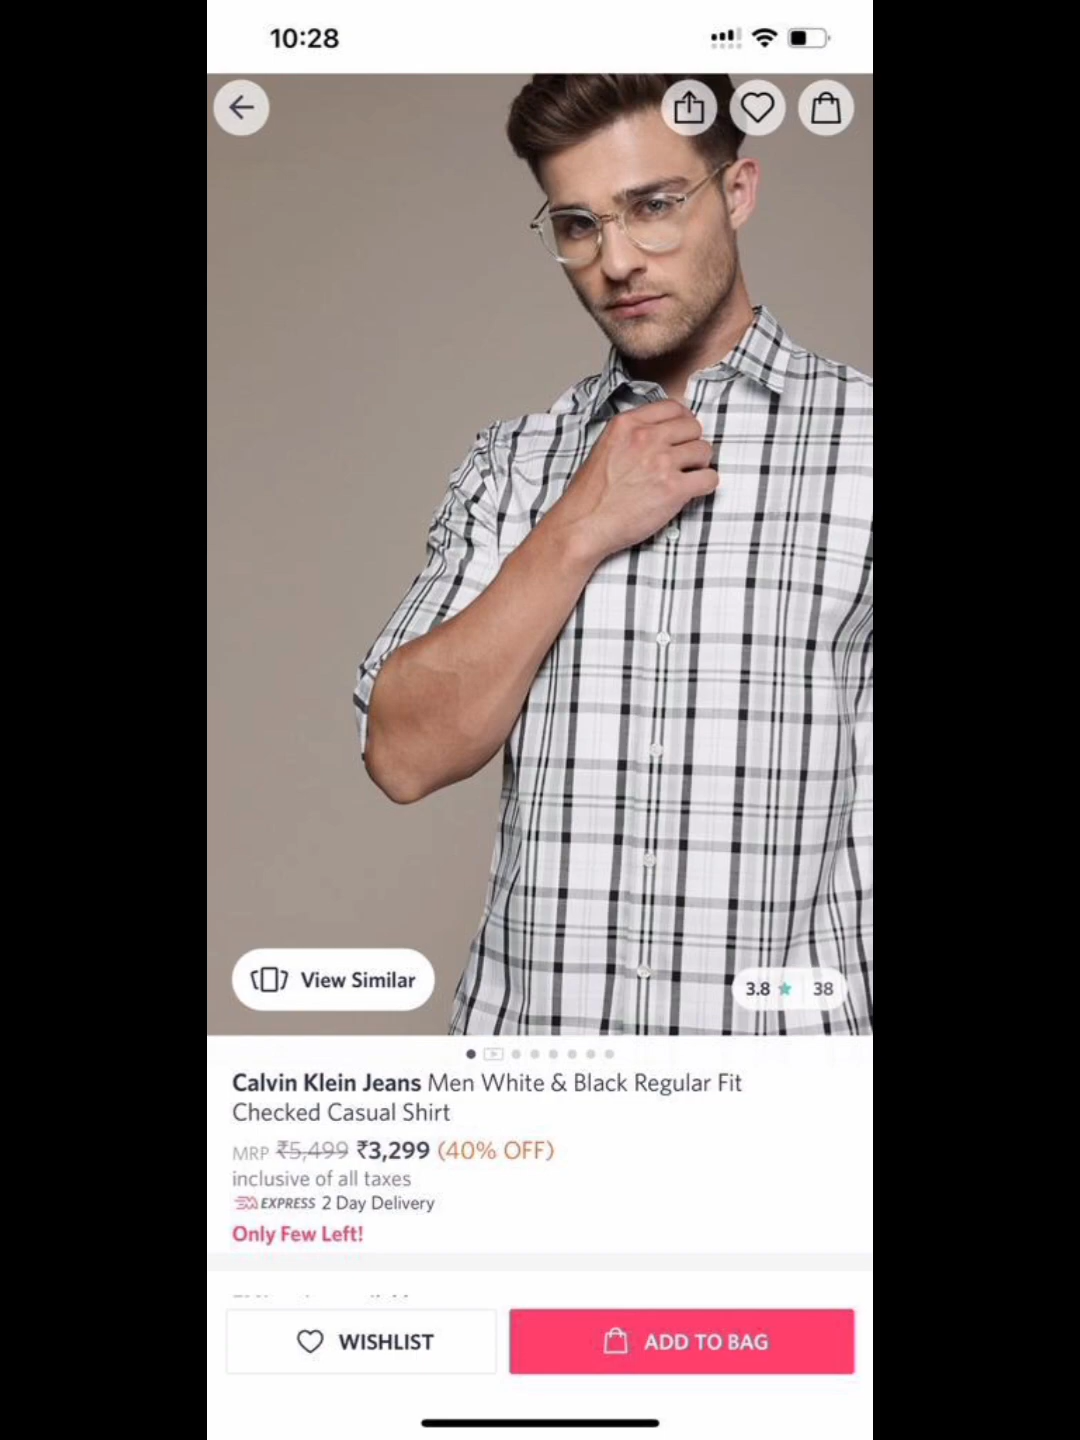 10:28
View Similar
3.8 ★ 38
Calvin Klein Jeans Men White & Black Regular Fit
Checked Casual Shirt
MRP ₹5,499 ₹3,299 (40% OFF)
inclusive of all taxes
EXPRESS 2 Day Delivery
Only Few Left!
WISHLIST
ADD TO BAG